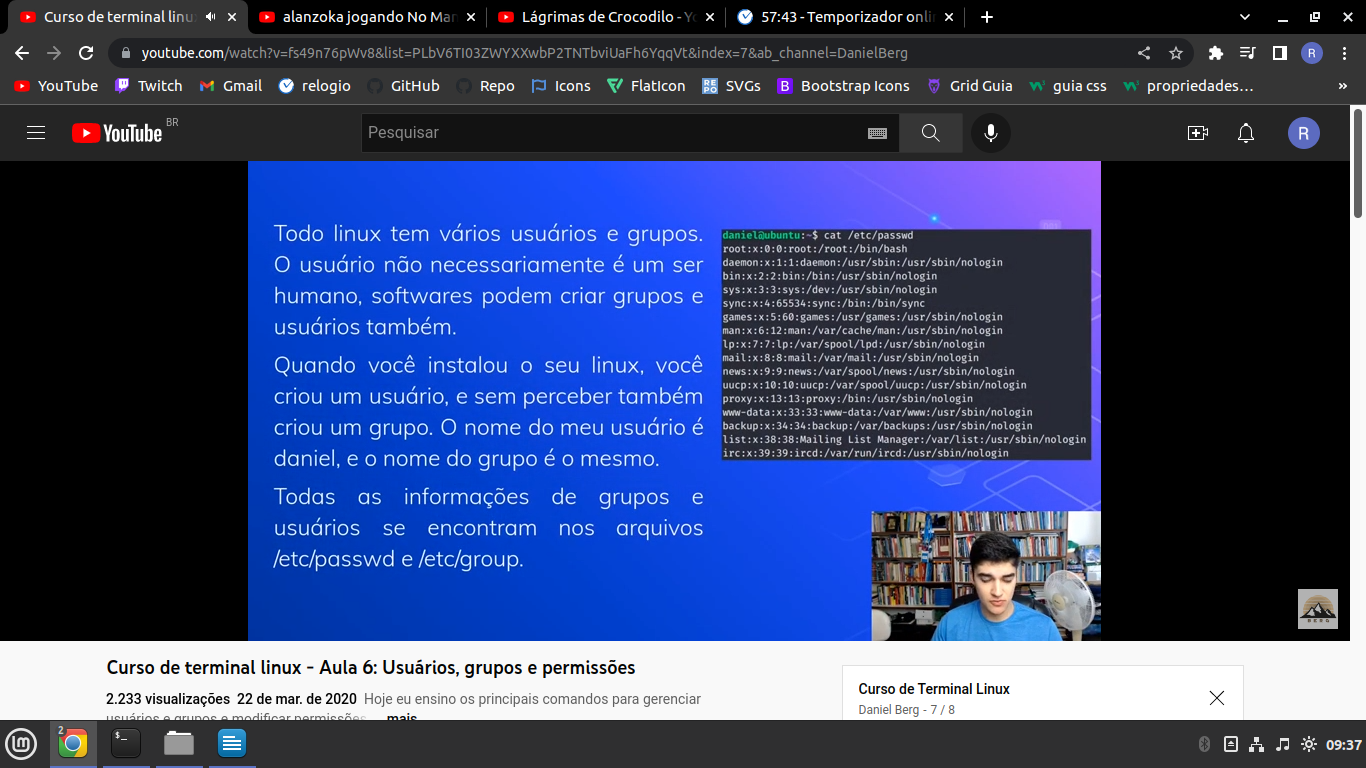 Curso de terminal linu
alanzoka jogando No Man
Lágrimas de Crocodilo - Yo
57:43 - Temporizador onli
youtube.com/watch?v=fs49n76pWv8&list=PLbV6TI03ZWYXXwbP2TNTbviUaFh6YqqVt&index=7&ab_channel=DanielBerg
R
YouTube
Twitch
Gmail
relogio
GitHub
Repo
Icons
FlatIcon
REPO
SVGs
B
Bootstrap Icons
Grid Guia
guia css
propriedades…
»
YouTube
BR
Pesquisar
R
Todo linux tem vários usuários e grupos.
O usuário não necessariamente é um ser
humano, softwares podem criar grupos e
usuários também.
Quando você instalou o seu linux, você
criou um usuário, e sem perceber também
criou um grupo. O nome do meu usuário é
daniel, e o nome do grupo é o mesmo.
Todas as informações de grupos e
usuários se encontram nos arquivos
/etc/passwd e /etc/group.
daniel@ubuntu:~$ cat /etc/passwd
root:x:0:0:root:/root:/bin/bash
daemon:x:1:1:daemon:/usr/sbin:/usr/sbin/nologin
bin:x:2:2:bin:/bin:/usr/sbin/nologin
sys:x:3:3:sys:/dev:/usr/sbin/nologin
sync:x:4:65534:sync:/bin:/bin/sync
games:x:5:60:games:/usr/games:/usr/sbin/nologin
man:x:6:12:man:/var/cache/man:/usr/sbin/nologin
lp:x:7:7:lp:/var/spool/lpd:/usr/sbin/nologin
mail:x:8:8:mail:/var/mail:/usr/sbin/nologin
news:x:9:9:news:/var/spool/news:/usr/sbin/nologin
uucp:x:10:10:uucp:/var/spool/uucp:/usr/sbin/nologin
proxy:x:13:13:proxy:/bin:/usr/sbin/nologin
www-data:x:33:33:www-data:/var/www:/usr/sbin/nologin
backup:x:34:34:backup:/var/backups:/usr/sbin/nologin
list:x:38:38:Mailing List Manager:/var/list:/usr/sbin/nologin
irc:x:39:39:ircd:/var/run/ircd:/usr/sbin/nologin
BERG
Curso de terminal linux - Aula 6: Usuários, grupos e permissões
2.233 visualizações 22 de mar. de 2020 Hoje eu ensino os principais comandos para gerenciar
usuários e grupos e modificar permissões ... mais
Curso de Terminal Linux
Daniel Berg - 7 / 8
2
$_
09:37